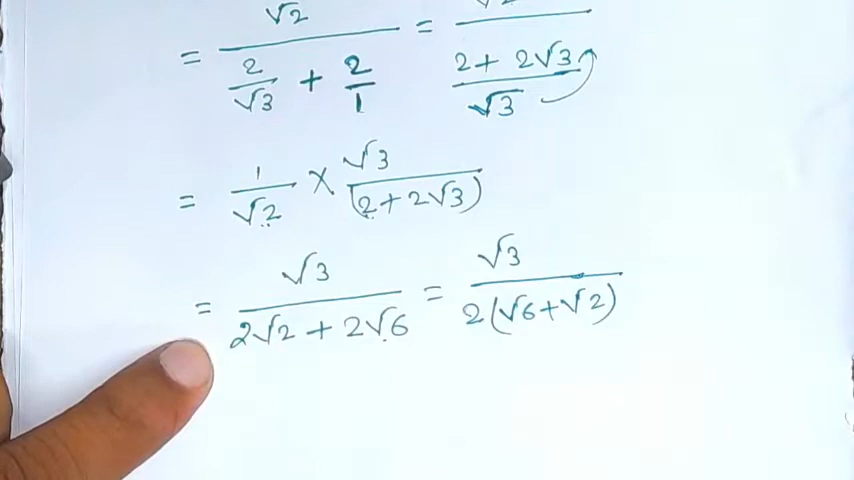 = √2 / (2/√3 + 2/1) = √2 / ((2 + 2√3)/√3)
= 1/√2 × √3/(2+2√3)
= √3/(2√2 + 2√6) = √3/(2(√6+√2))